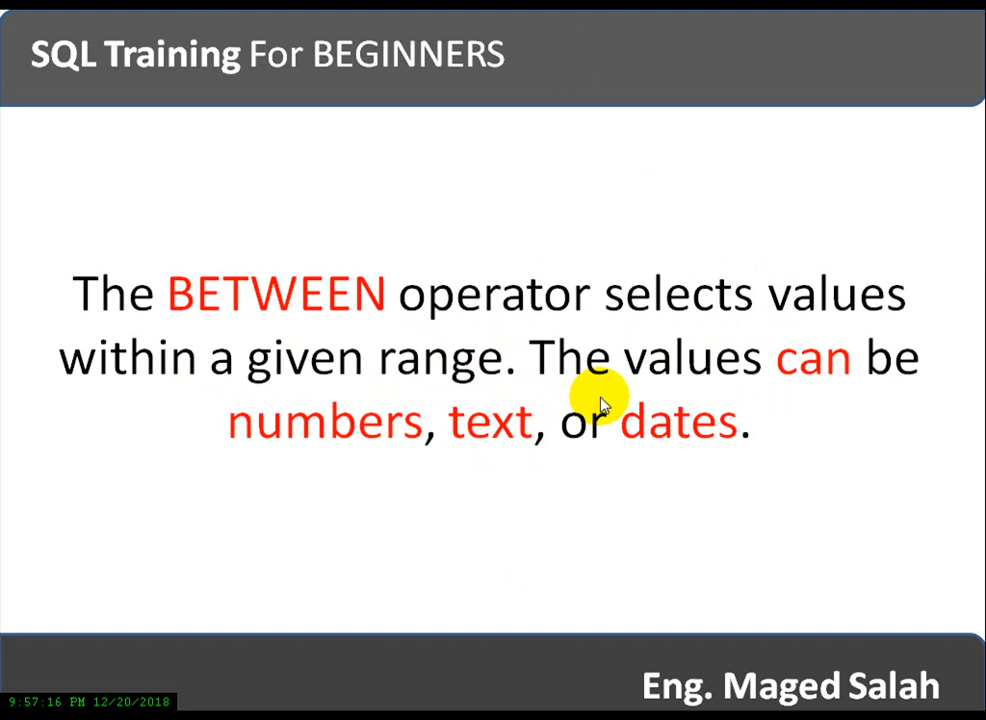 SQL Training For BEGINNERS
The BETWEEN operator selects values
within a given range. The values can be
numbers, text, or dates.
Eng. Maged Salah
9:57:16 PM 12/20/2018